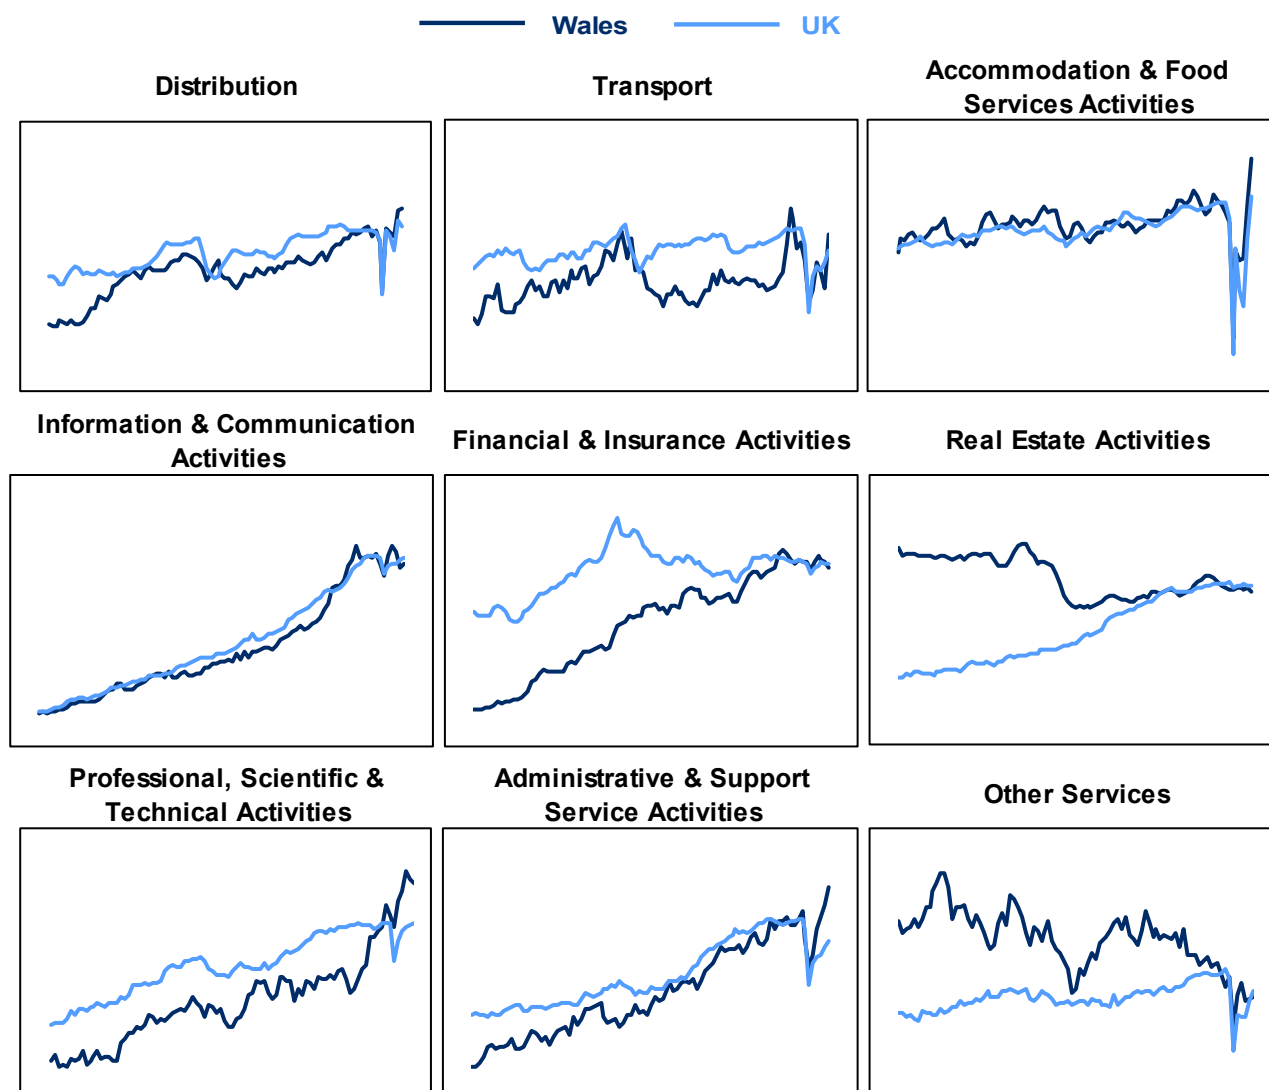 Wales UK
Distribution
Transport
Accommodation & Food
Services Activities
Information & Communication
Activities
Financial & Insurance Activities
Real Estate Activities
Professional, Scientific &
Technical Activities
Administrative & Support
Service Activities
Other Services